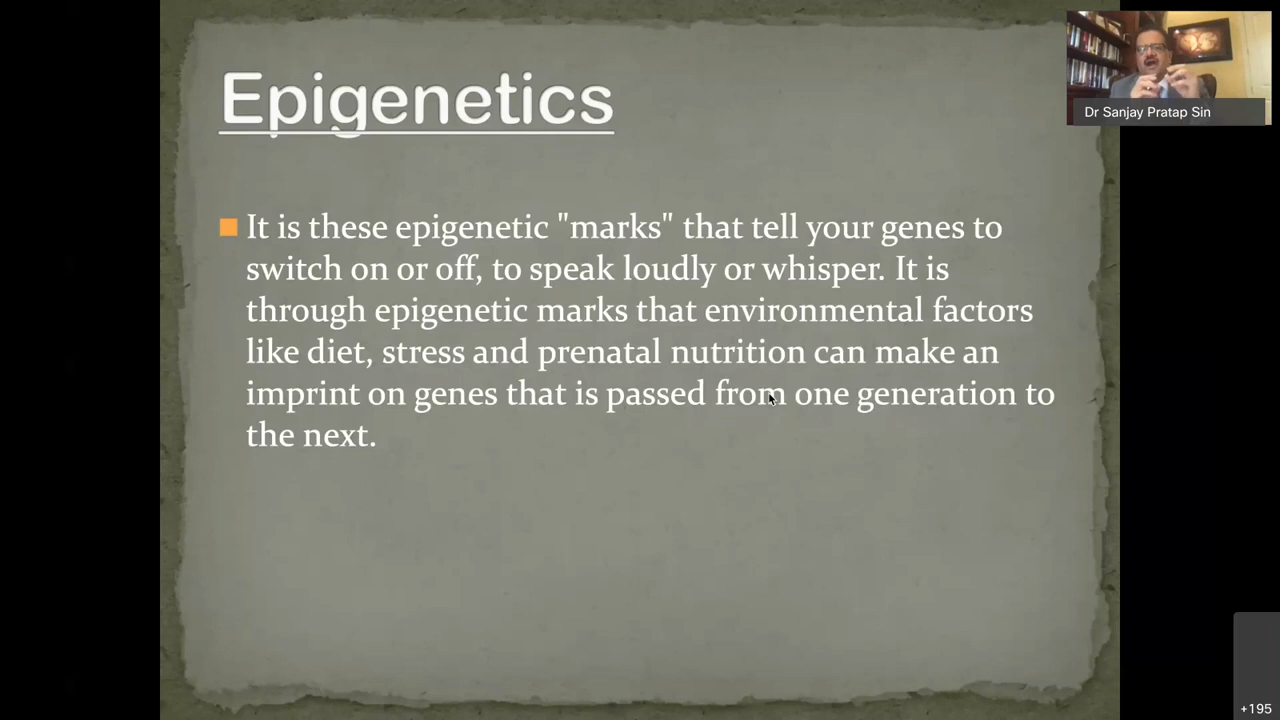 Epigenetics
Dr Sanjay Pratap Sin
It is these epigenetic "marks" that tell your genes to
switch on or off, to speak loudly or whisper. It is
through epigenetic marks that environmental factors
like diet, stress and prenatal nutrition can make an
imprint on genes that is passed from one generation to
the next.
+195